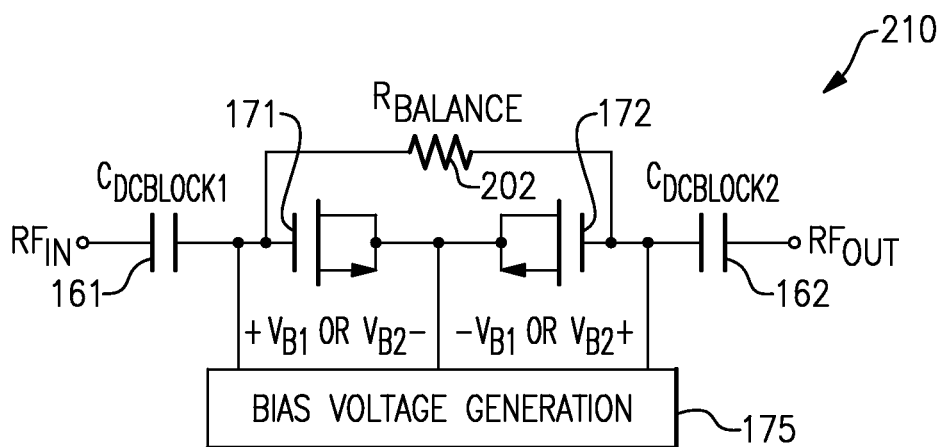 210
R_BALANCE
171
172
202
C_DCBLOCK1
C_DCBLOCK2
RF_IN
RF_OUT
161
162
+ V_B1 OR V_B2 -
- V_B1 OR V_B2 +
BIAS VOLTAGE GENERATION
175